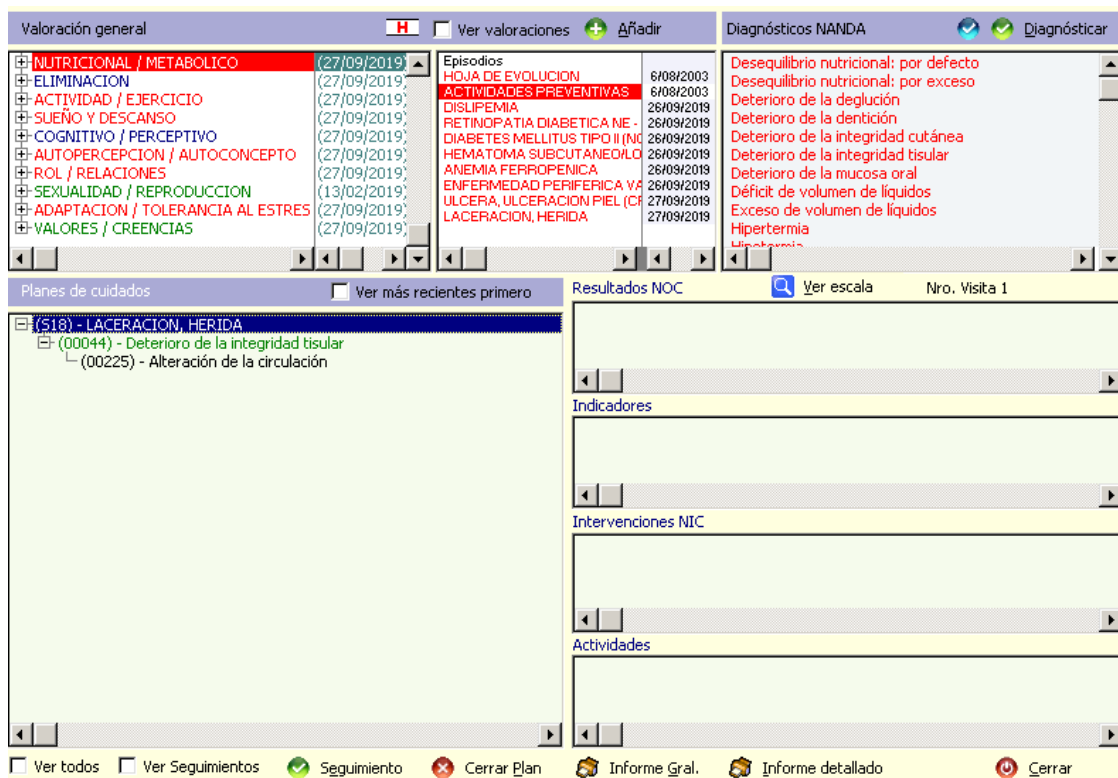 Valoración general
H
Ver valoraciones
Añadir
NUTRICIONAL / METABOLICO (27/09/2019)
ELIMINACION (27/09/2019)
ACTIVIDAD / EJERCICIO (27/09/2019)
SUEÑO Y DESCANSO (27/09/2019)
COGNITIVO / PERCEPTIVO (27/09/2019)
AUTOPERCEPCION / AUTOCONCEPTO (27/09/2019)
ROL / RELACIONES (27/09/2019)
SEXUALIDAD / REPRODUCCION (13/02/2019)
ADAPTACION / TOLERANCIA AL ESTRES (27/09/2019)
VALORES / CREENCIAS (27/09/2019)
Episodios
HOJA DE EVOLUCION 6/08/2003
ACTIVIDADES PREVENTIVAS 6/08/2003
DISLIPEMIA 26/09/2019
RETINOPATIA DIABETICA NE - 26/09/2019
DIABETES MELLITUS TIPO II (NO 26/09/2019
HEMATOMA SUBCUTANEO/LO 26/09/2019
ANEMIA FERROPENICA 26/09/2019
ENFERMEDAD PERIFERICA VA 26/09/2019
ULCERA, ULCERACION PIEL (CR 27/09/2019
LACERACION, HERIDA 27/09/2019
Diagnósticos NANDA
Diagnósticar
Desequilibrio nutricional: por defecto
Desequilibrio nutricional: por exceso
Deterioro de la deglución
Deterioro de la dentición
Deterioro de la integridad cutánea
Deterioro de la integridad tisular
Deterioro de la mucosa oral
Déficit de volumen de líquidos
Exceso de volumen de líquidos
Hipertermia
Hipotermia
Planes de cuidados
Ver más recientes primero
(S18) - LACERACION, HERIDA
(00044) - Deterioro de la integridad tisular
(00225) - Alteración de la circulación
Resultados NOC
Ver escala
Nro. Visita 1
Indicadores
Intervenciones NIC
Actividades
Ver todos
Ver Seguimientos
Seguimiento
Cerrar Plan
Informe Gral.
Informe detallado
Cerrar